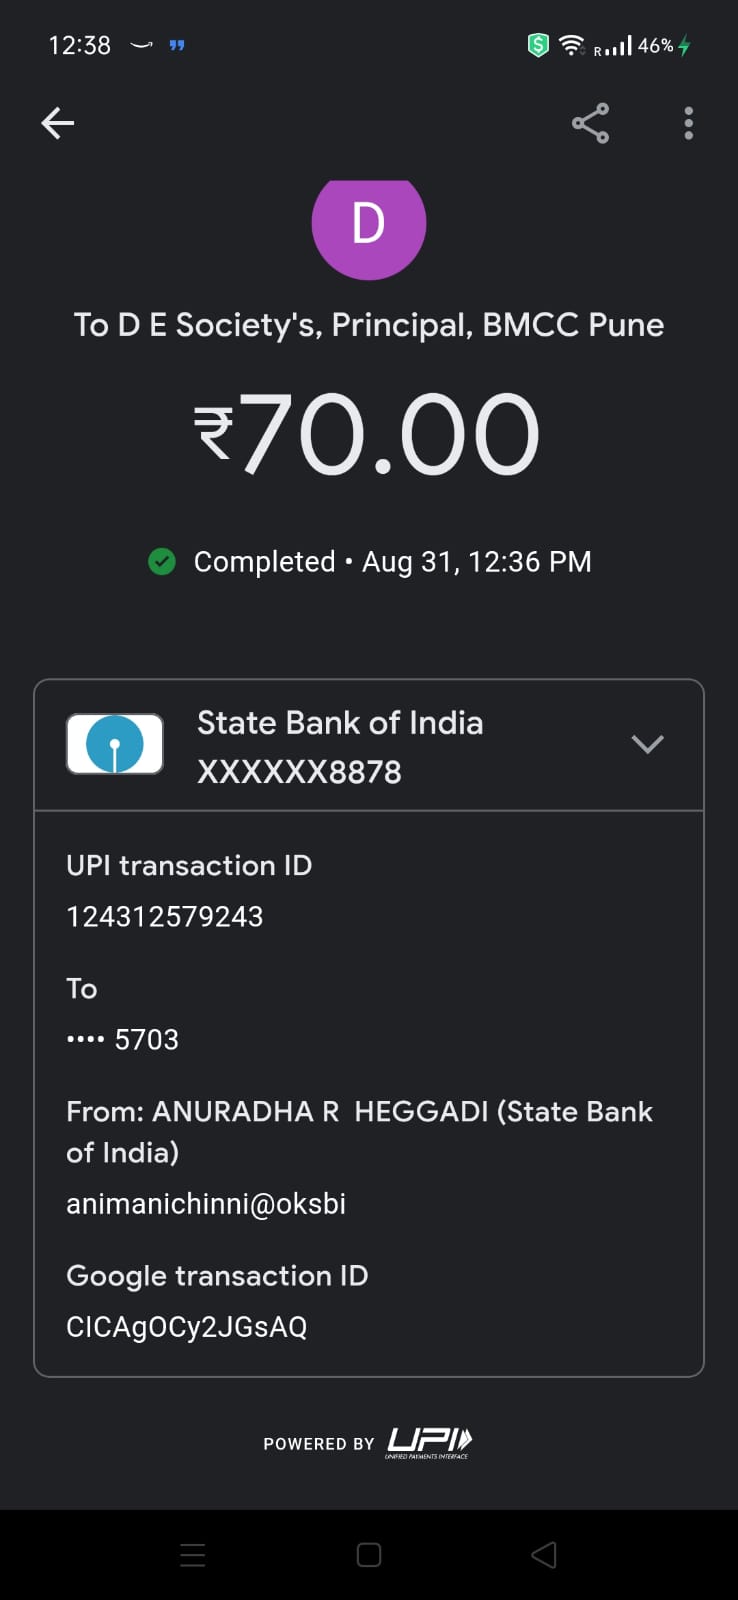 12:38
R 46%
D
To D E Society's, Principal, BMCC Pune
₹70.00
Completed • Aug 31, 12:36 PM
State Bank of India
XXXXXX8878
UPI transaction ID
124312579243
To
•••• 5703
From: ANURADHA R  HEGGADI (State Bank
of India)
animanichinni@oksbi
Google transaction ID
CICAgOCy2JGsAQ
POWERED BY UPI
UNIFIED PAYMENTS INTERFACE